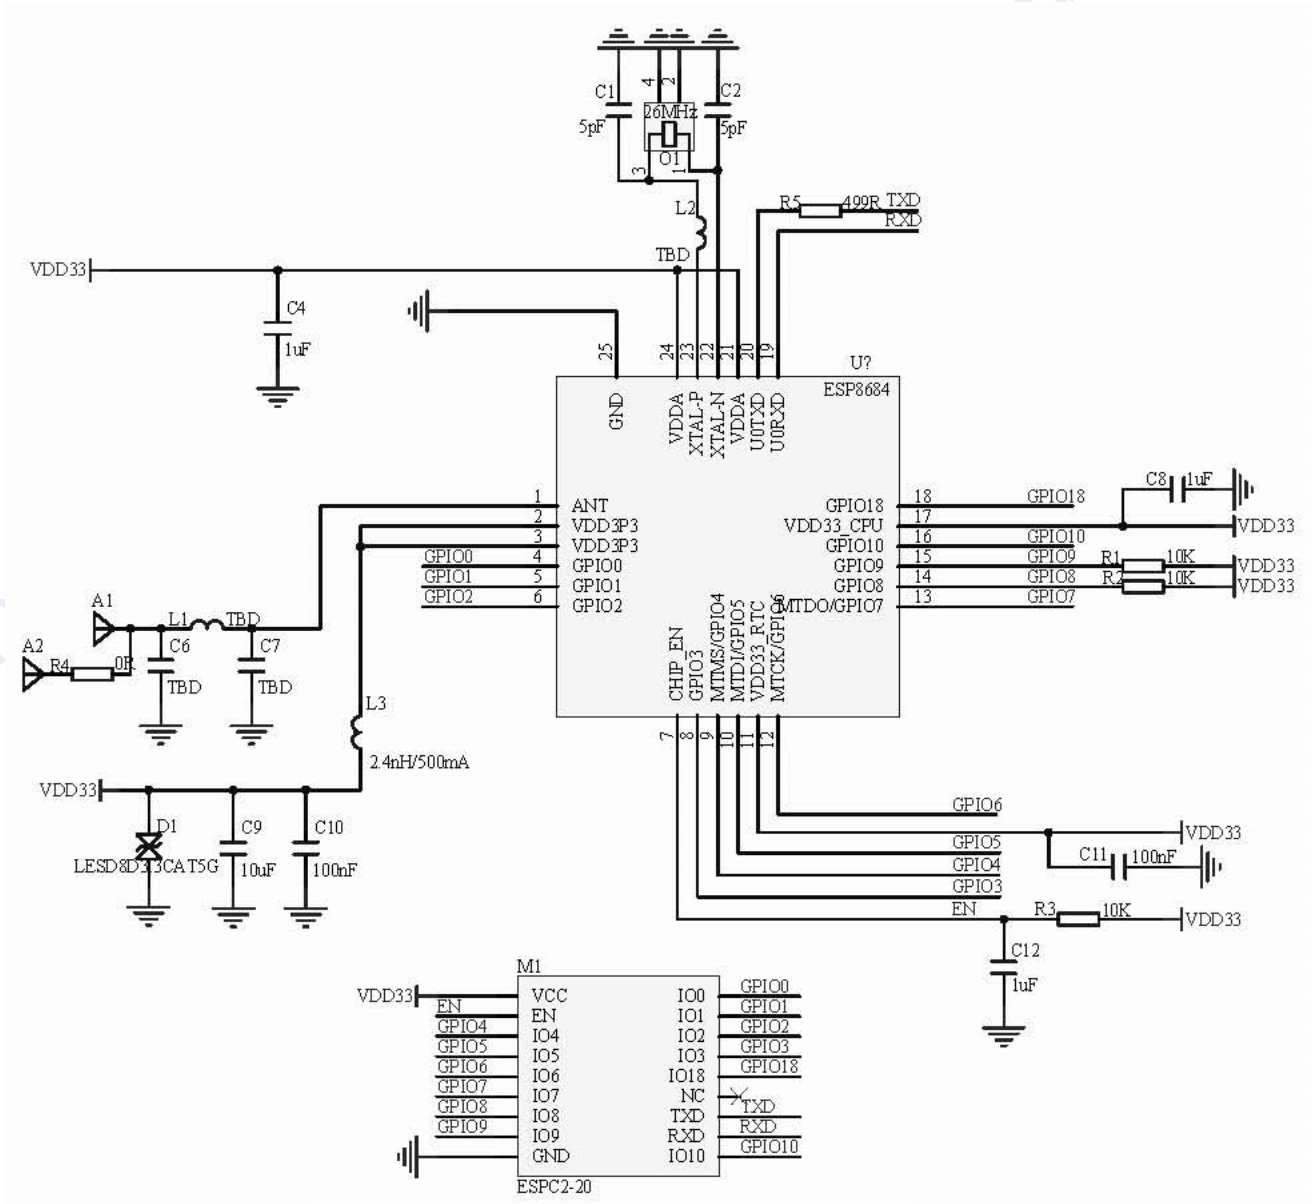 4 2
C1 C2
26MHz
5pF 5pF
O1
3 1
L2
TBD
R5 499R TXD
RXD
VDD33
C4
1uF
25 24 23 22 21 20 19
U?
ESP8684
GND VDDA XTAL-P XTAL-N VDDA U0TXD U0RXD
C8 1uF
1 ANT GPIO18 18 GPIO18
2 VDD3P3 VDD33_CPU 17 VDD33
3 VDD3P3 GPIO10 16 GPIO10
GPIO0 4 GPIO0 GPIO9 15 GPIO9 R1 10K VDD33
GPIO1 5 GPIO1 GPIO8 14 GPIO8 R2 10K VDD33
GPIO2 6 GPIO2 MTDO/GPIO7 13 GPIO7
CHIP_EN GPIO3 MTMS/GPIO4 MTDI/GPIO5 VDD33_RTC MTCK/GPIO6
7 8 9 10 11 12
A1 L1 TBD
A2 R4 0R
C6 C7
TBD TBD
L3
2.4nH/500mA
VDD33
D1 C9 C10
LESD8D3.3CAT5G 10uF 100nF
GPIO6
VDD33
GPIO5
C11 100nF
GPIO4
GPIO3
EN R3 10K VDD33
C12
1uF
M1
VDD33 VCC IO0 GPIO0
EN EN IO1 GPIO1
GPIO4 IO4 IO2 GPIO2
GPIO5 IO5 IO3 GPIO3
GPIO6 IO6 IO18 GPIO18
GPIO7 IO7 NC
GPIO8 IO8 TXD TXD
GPIO9 IO9 RXD RXD
GND IO10 GPIO10
ESPC2-20